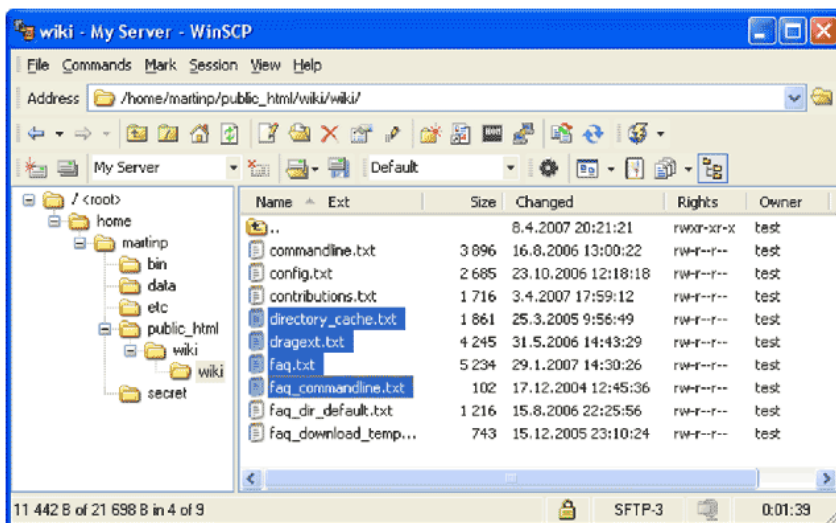 wiki - My Server - WinSCP
File Commands Mark Session View Help
Address /home/martinp/public_html/wiki/wiki/
My Server Default
/ <root>
home
martinp
bin
data
etc
public_html
wiki
wiki
secret
Name Ext Size Changed Rights Owner
.. 8.4.2007 20:21:21 rwxr-xr-x test
commandline.txt 3 896 16.8.2006 13:00:22 rw-r--r-- test
config.txt 2 685 23.10.2006 12:18:18 rw-r--r-- test
contributions.txt 1 716 3.4.2007 17:59:12 rw-r--r-- test
directory_cache.txt 1 861 25.3.2005 9:56:49 rw-r--r-- test
dragext.txt 4 245 31.5.2006 14:43:29 rw-r--r-- test
faq.txt 5 234 29.1.2007 14:30:26 rw-r--r-- test
faq_commandline.txt 102 17.12.2004 12:45:36 rw-r--r-- test
faq_dir_default.txt 1 216 15.8.2006 22:25:56 rw-r--r-- test
faq_download_temp... 743 15.12.2005 23:10:24 rw-r--r-- test
11 442 B of 21 698 B in 4 of 9 SFTP-3 0:01:39